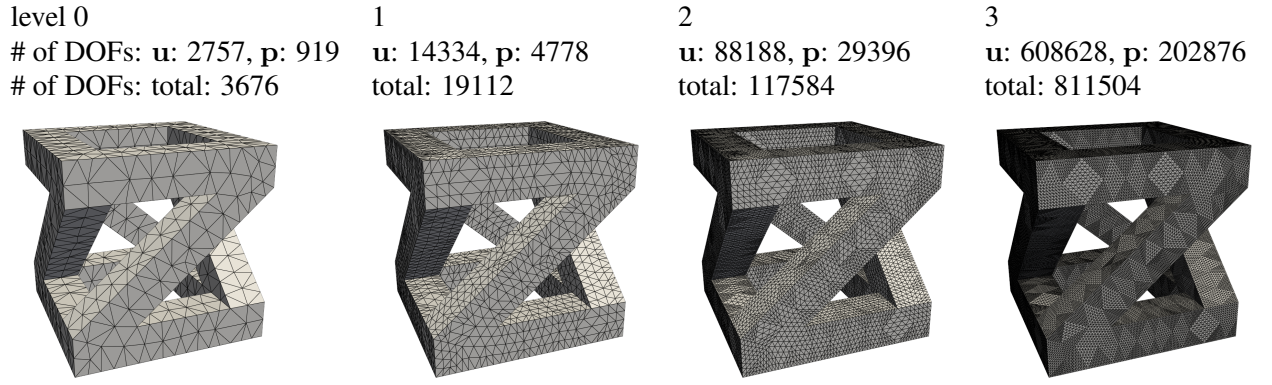 level 0
# of DOFs: u: 2757, p: 919
# of DOFs: total: 3676
1
u: 14334, p: 4778
total: 19112
2
u: 88188, p: 29396
total: 117584
3
u: 608628, p: 202876
total: 811504